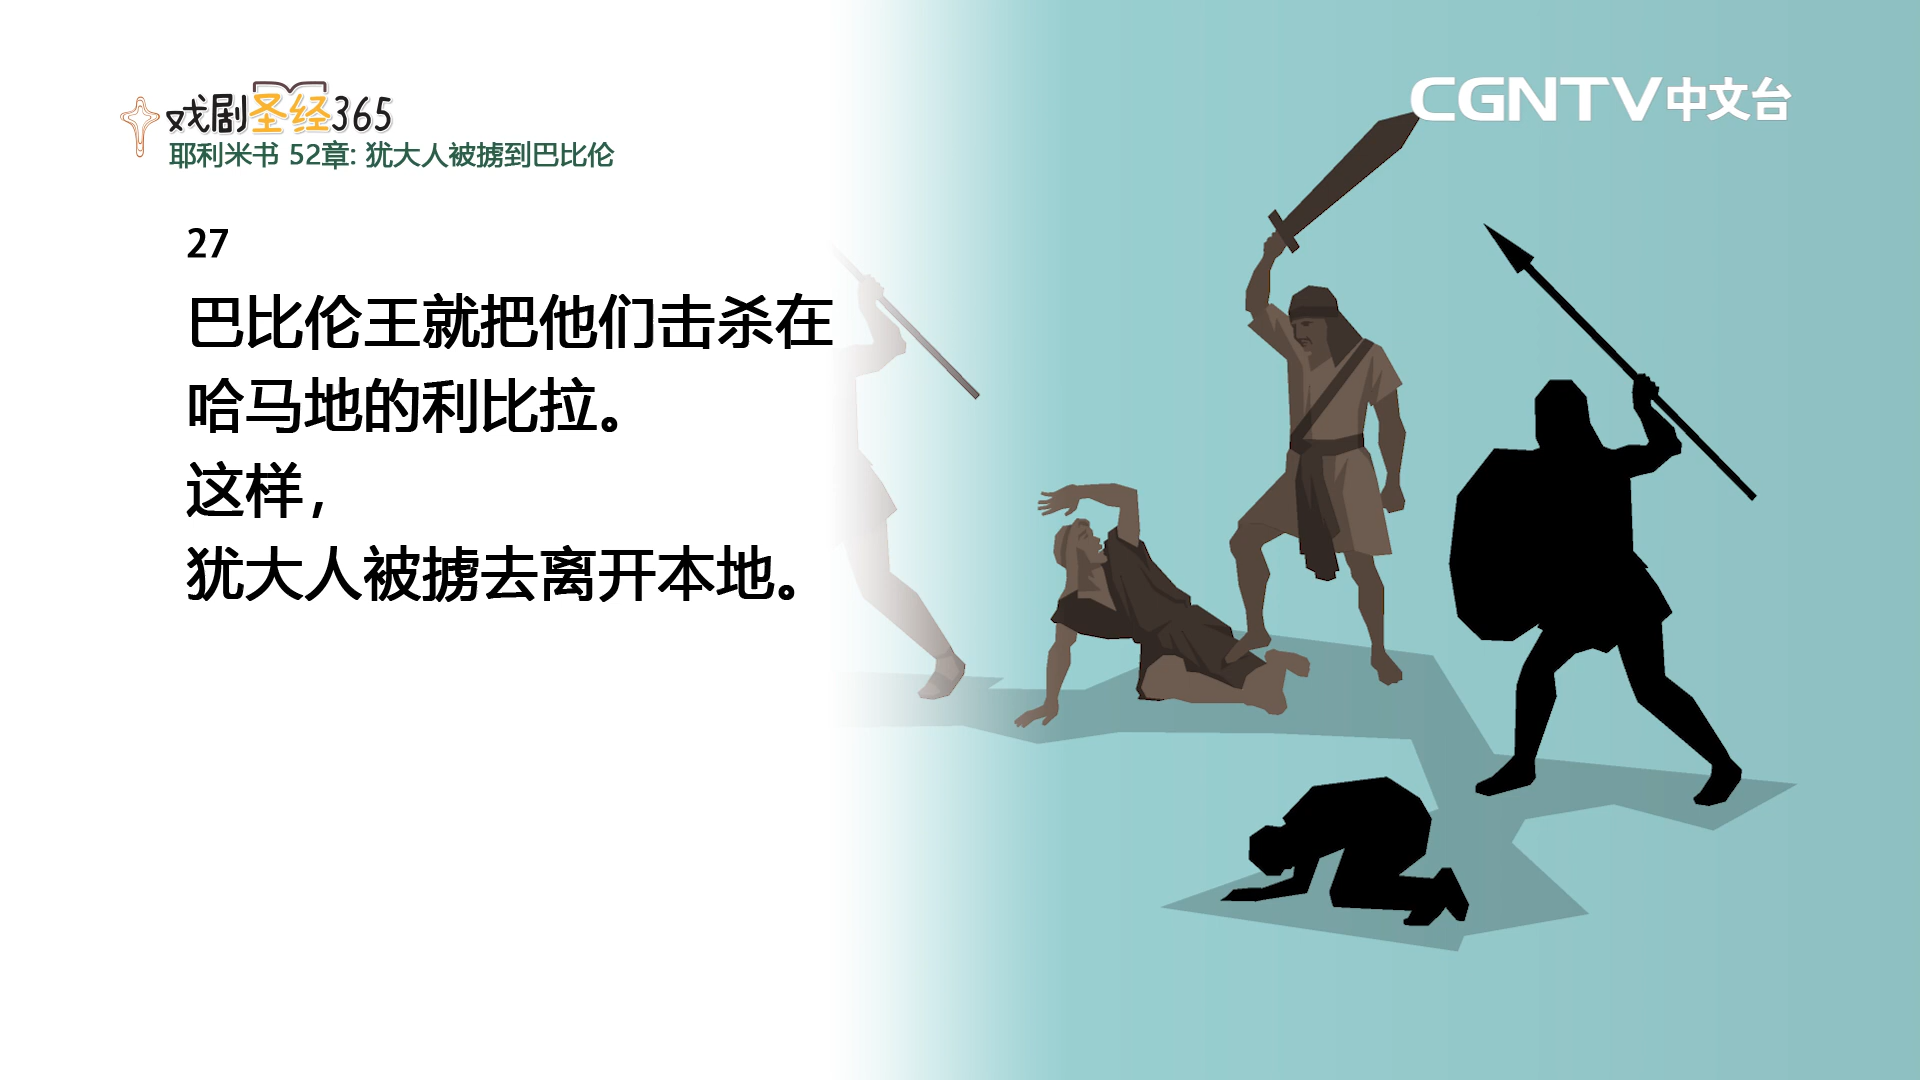 戏剧圣经365
CGNTV中文台
耶利米书 52章: 犹大人被掳到巴比伦
27
巴比伦王就把他们击杀在
哈马地的利比拉。
这样，
犹大人被掳去离开本地。